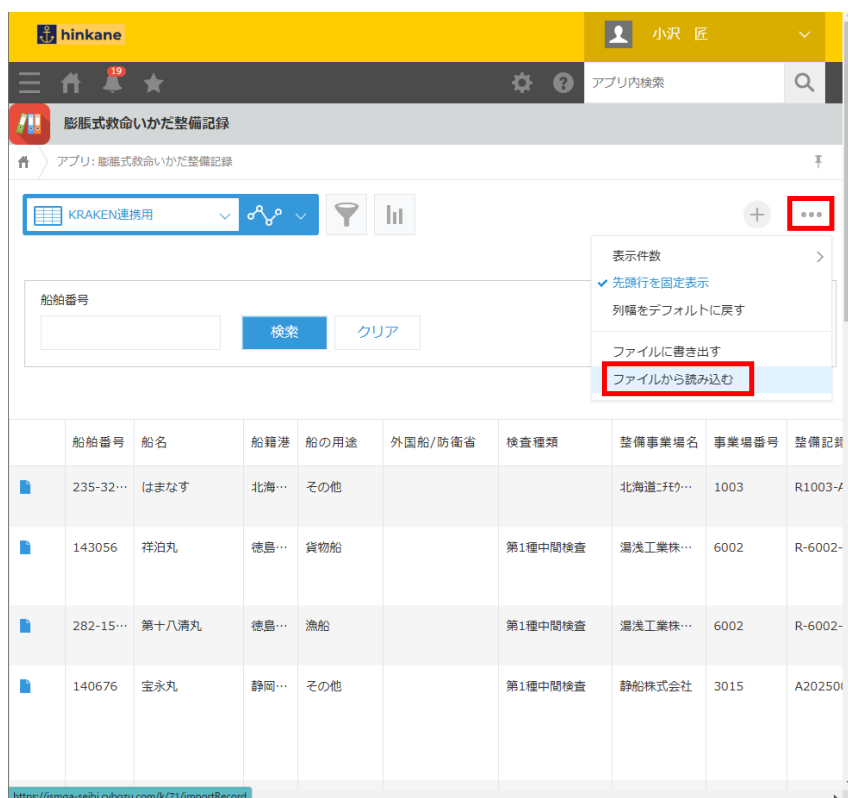 hinkane
小沢 匠
19
アプリ内検索
膨脹式救命いかだ整備記録
アプリ: 膨脹式救命いかだ整備記録
KRAKEN連携用
表示件数
先頭行を固定表示
列幅をデフォルトに戻す
ファイルに書き出す
ファイルから読み込む
船舶番号
検索
クリア
船舶番号 船名 船籍港 船の用途 外国船/防衛省 検査種類 整備事業場名 事業場番号 整備記録
235-32… はまなす 北海… その他 北海道ニチモウ… 1003 R1003-A
143056 祥泊丸 徳島… 貨物船 第1種中間検査 湯浅工業株… 6002 R-6002-
282-15… 第十八清丸 徳島… 漁船 第1種中間検査 湯浅工業株… 6002 R-6002-
140676 宝永丸 静岡… その他 第1種中間検査 静船株式会社 3015 A202500
https://jsmqa-seibi.cybozu.com/k/71/importRecord